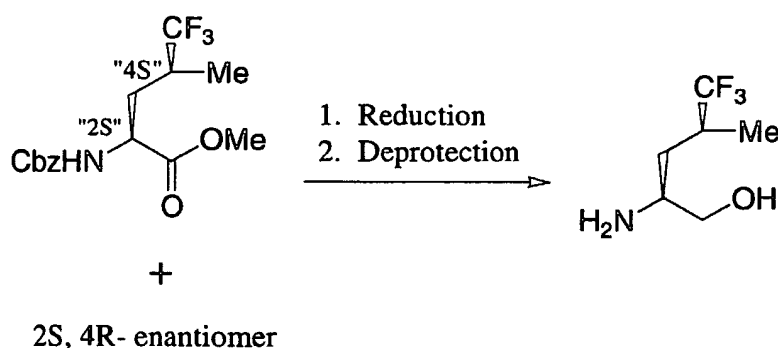 CF₃
"4S"
Me
"2S"
OMe
CbzHN
O
+
2S, 4R- enantiomer
1. Reduction
2. Deprotection
CF₃
Me
H₂N
OH